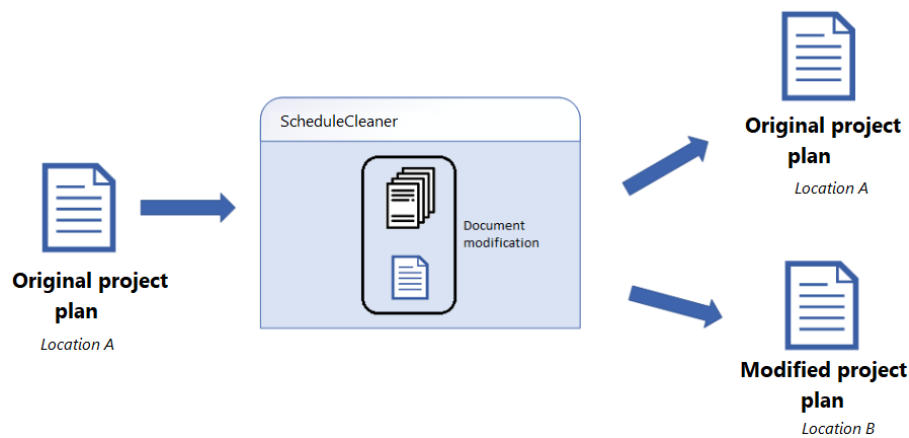 Original project
plan
Location A
ScheduleCleaner
Document
modification
Original project
plan
Location A
Modified project
plan
Location B